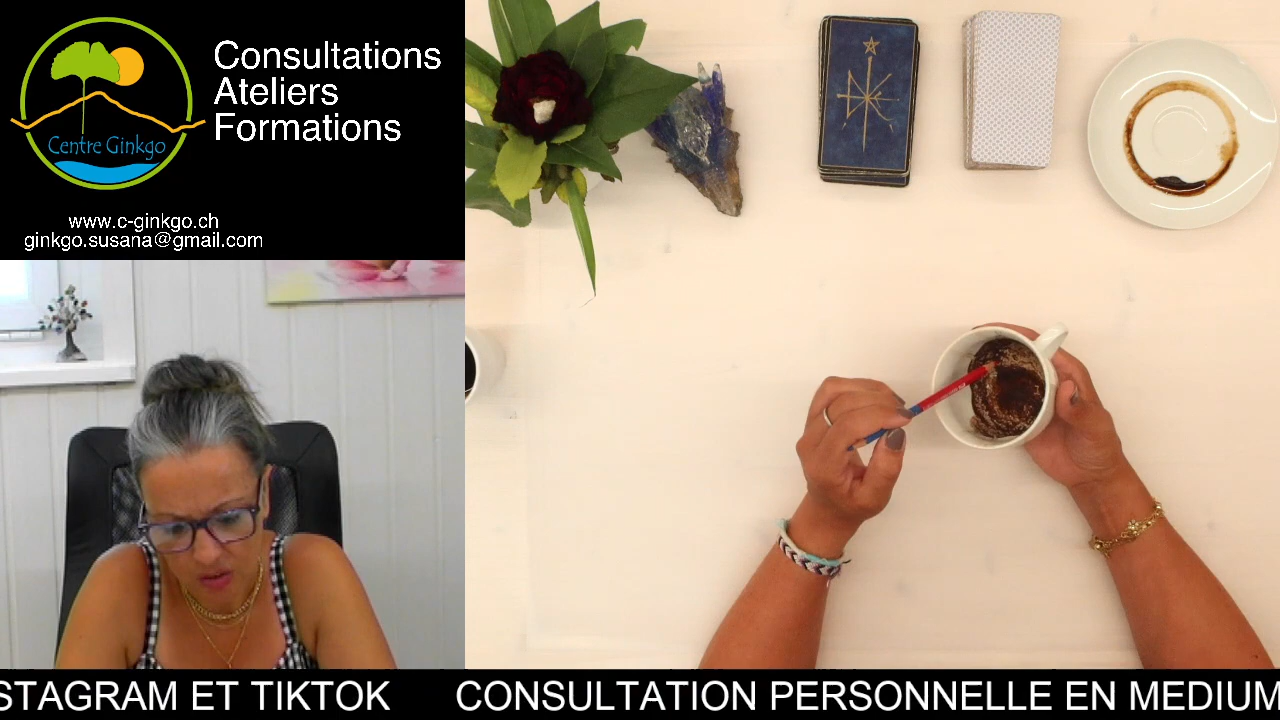 Consultations
Ateliers
Formations
Centre Ginkgo
www.c-ginkgo.ch
ginkgo.susana@gmail.com
STAGRAM ET TIKTOK CONSULTATION PERSONNELLE EN MEDIUM